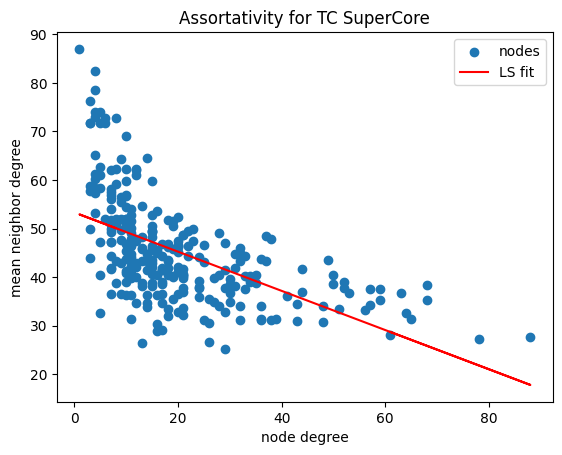 Assortativity for TC SuperCore
nodes
LS fit
mean neighbor degree
90
80
70
60
50
40
30
20
0
20
40
60
80
node degree